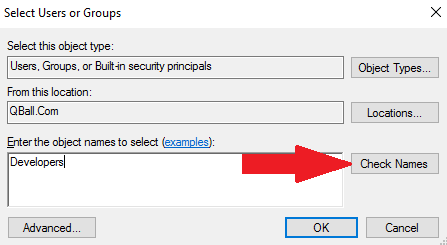 Select Users or Groups
Select this object type:
Users, Groups, or Built-in security principals
Object Types...
From this location:
QBall.Com
Locations...
Enter the object names to select (examples):
Developers
Check Names
Advanced...
OK
Cancel